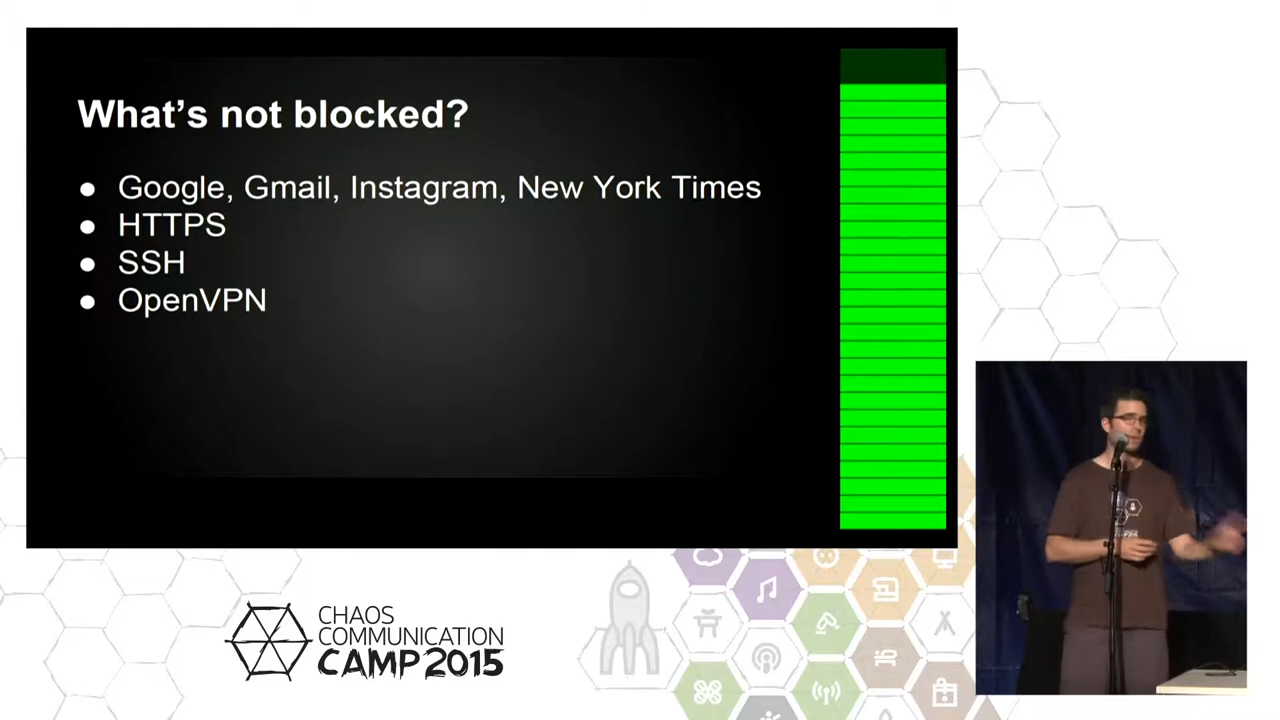 What's not blocked?
● Google, Gmail, Instagram, New York Times
● HTTPS
● SSH
● OpenVPN
CHAOS
COMMUNICATION
CAMP 2015